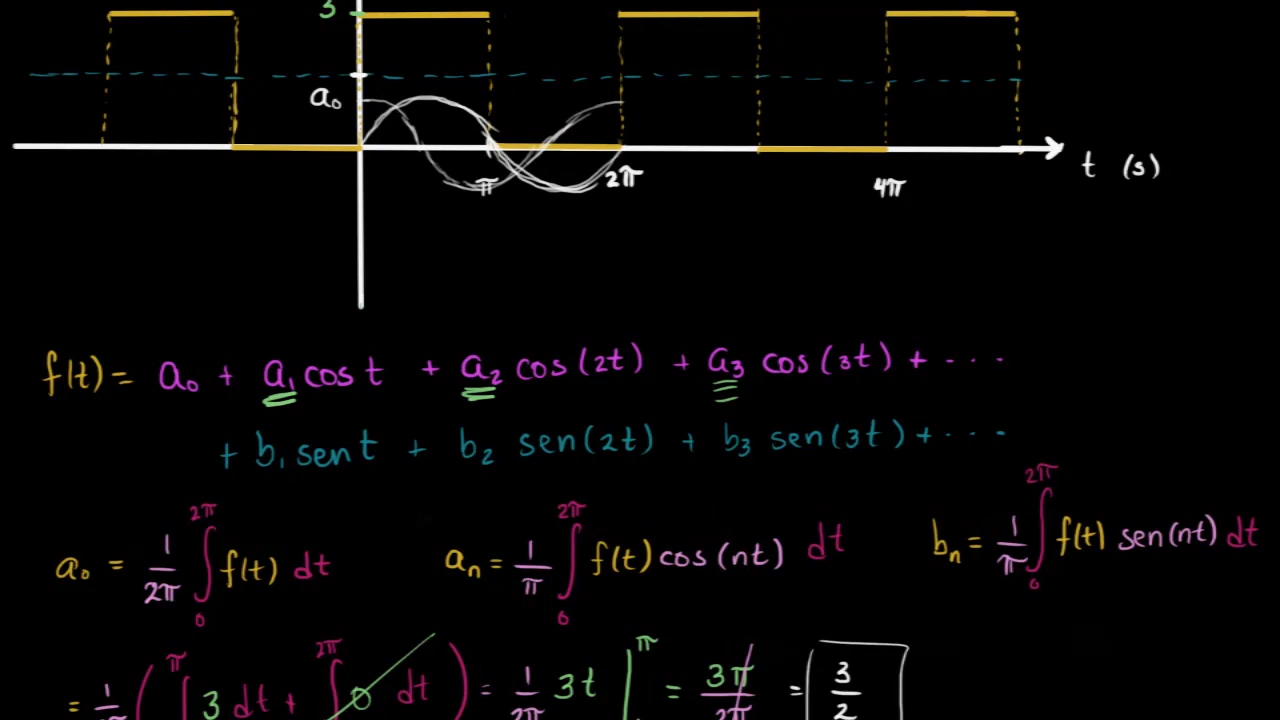 3
a₀
π 2π 4π t (s)
f(t) = a₀ + a₁ cos t + a₂ cos(2t) + a₃ cos(3t) + ....
+ b₁ sen t + b₂ sen(2t) + b₃ sen(3t) + ....
a₀ = 1/2π ∫₀^2π f(t) dt
aₙ = 1/π ∫₀^2π f(t) cos(nt) dt
bₙ = 1/π ∫₀^2π f(t) sen(nt) dt
= 1/2π ( ∫^π 3 dt + ∫^2π 0 dt ) = 1/2π 3t |^π = 3π/2π = 3/2